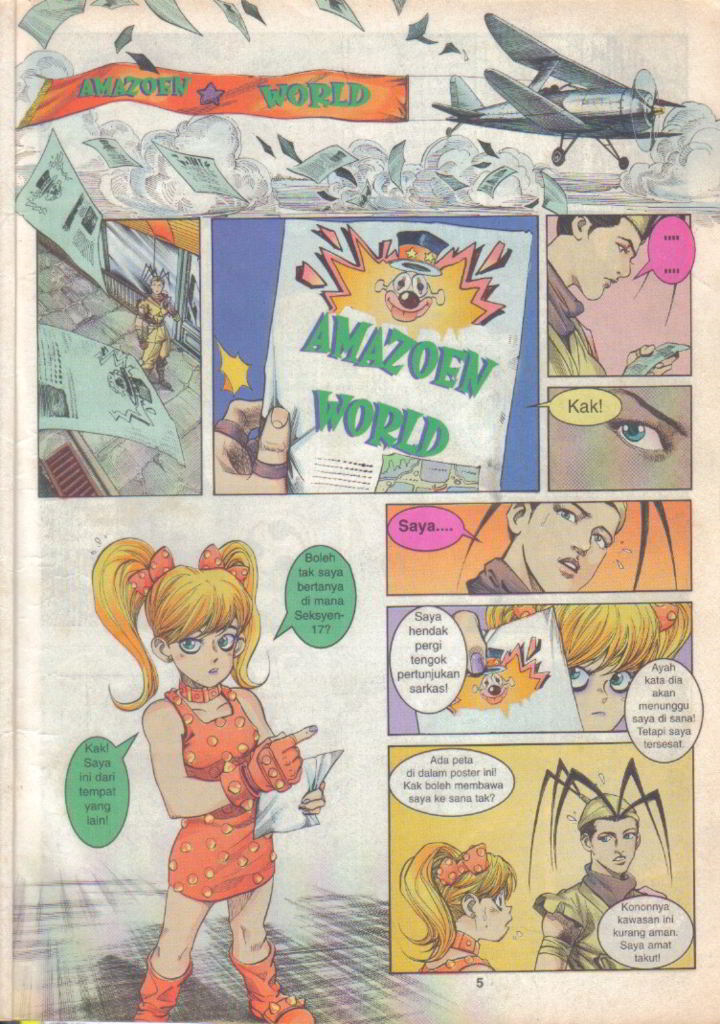 AMAZOEN ★ WORLD
AMAZOEN
WORLD
....
....
Kak!
Saya....
Boleh
tak saya
bertanya
di mana
Seksyen-
17?
Kak!
Saya
ini dari
tempat
yang
lain!
Saya
hendak
pergi
tengok
pertunjukan
sarkas!
Ayah
kata dia
akan
menunggu
saya di sana!
Tetapi saya
tersesat.
Ada peta
di dalam poster ini!
Kak boleh membawa
saya ke sana tak?
Kononnya
kawasan ini
kurang aman.
Saya amat
takut!
5